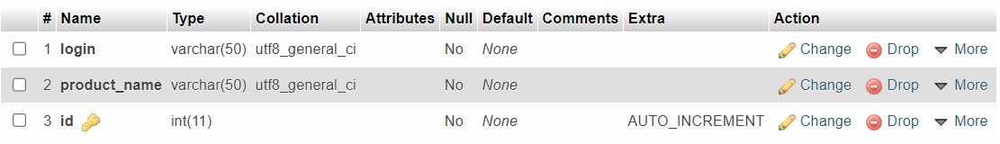 # Name Type Collation Attributes Null Default Comments Extra Action
1 login varchar(50) utf8_general_ci No None Change Drop More
2 product_name varchar(50) utf8_general_ci No None Change Drop More
3 id int(11) No None AUTO_INCREMENT Change Drop More